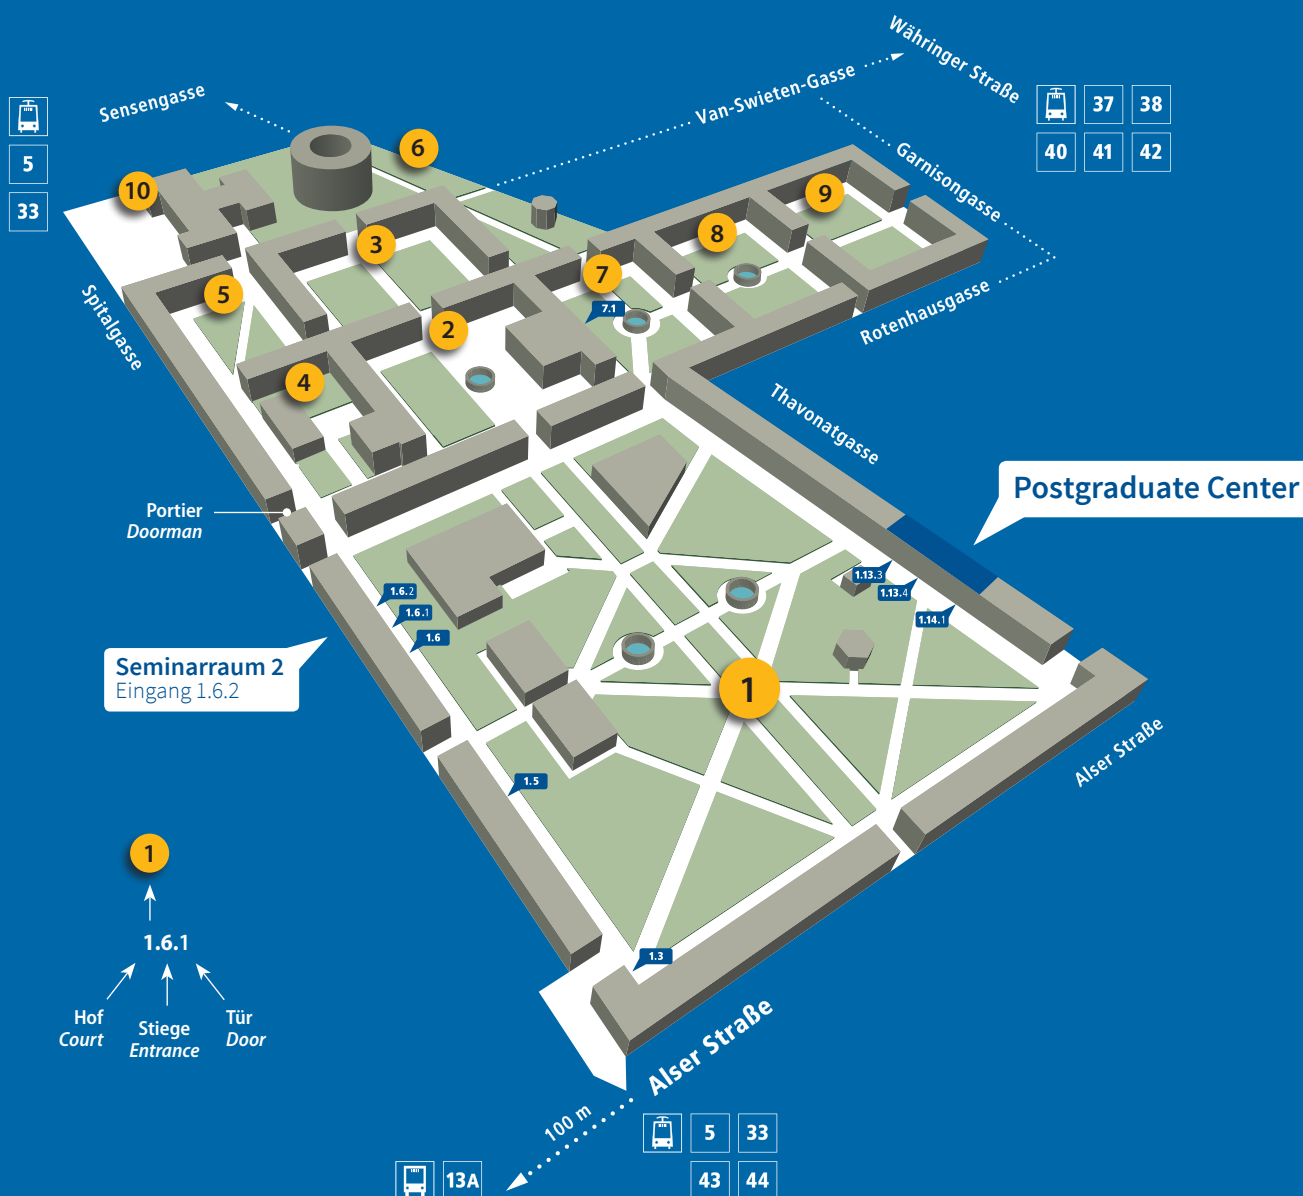 Währinger Straße
37
38
40
41
42
Van-Swieten-Gasse
Sensengasse
5
33
6
10
Garnisongasse
9
8
3
7
7.1
5
2
4
Spitalgasse
Rotenhausgasse
Thavonatgasse
Postgraduate Center
Portier
Doorman
1.13.3
1.13.4
1.14.1
1.6.2
1.6.1
1.6
Seminarraum 2
Eingang 1.6.2
1
1.5
Alser Straße
1
1.6.1
Hof
Court
Stiege
Entrance
Tür
Door
1.3
Alser Straße
100 m
5
33
13A
43
44